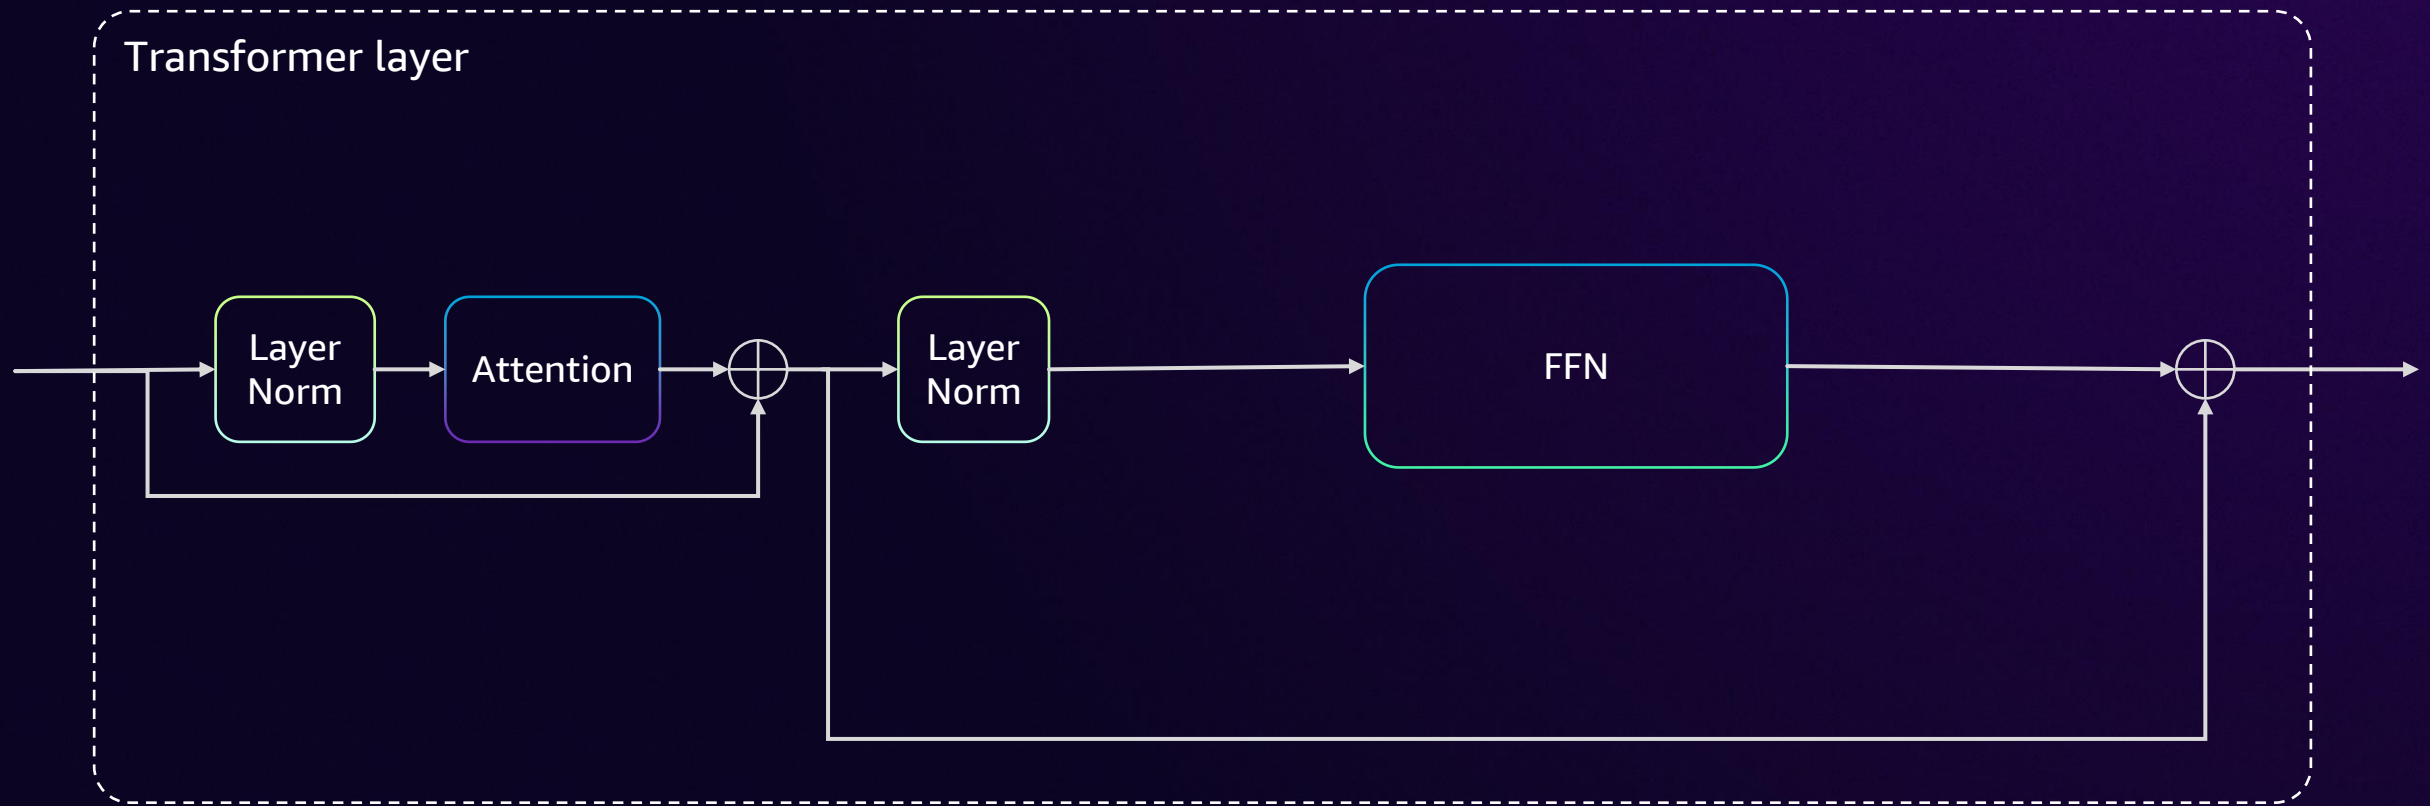 Transformer layer
Layer
Norm
Attention
Layer
Norm
FFN